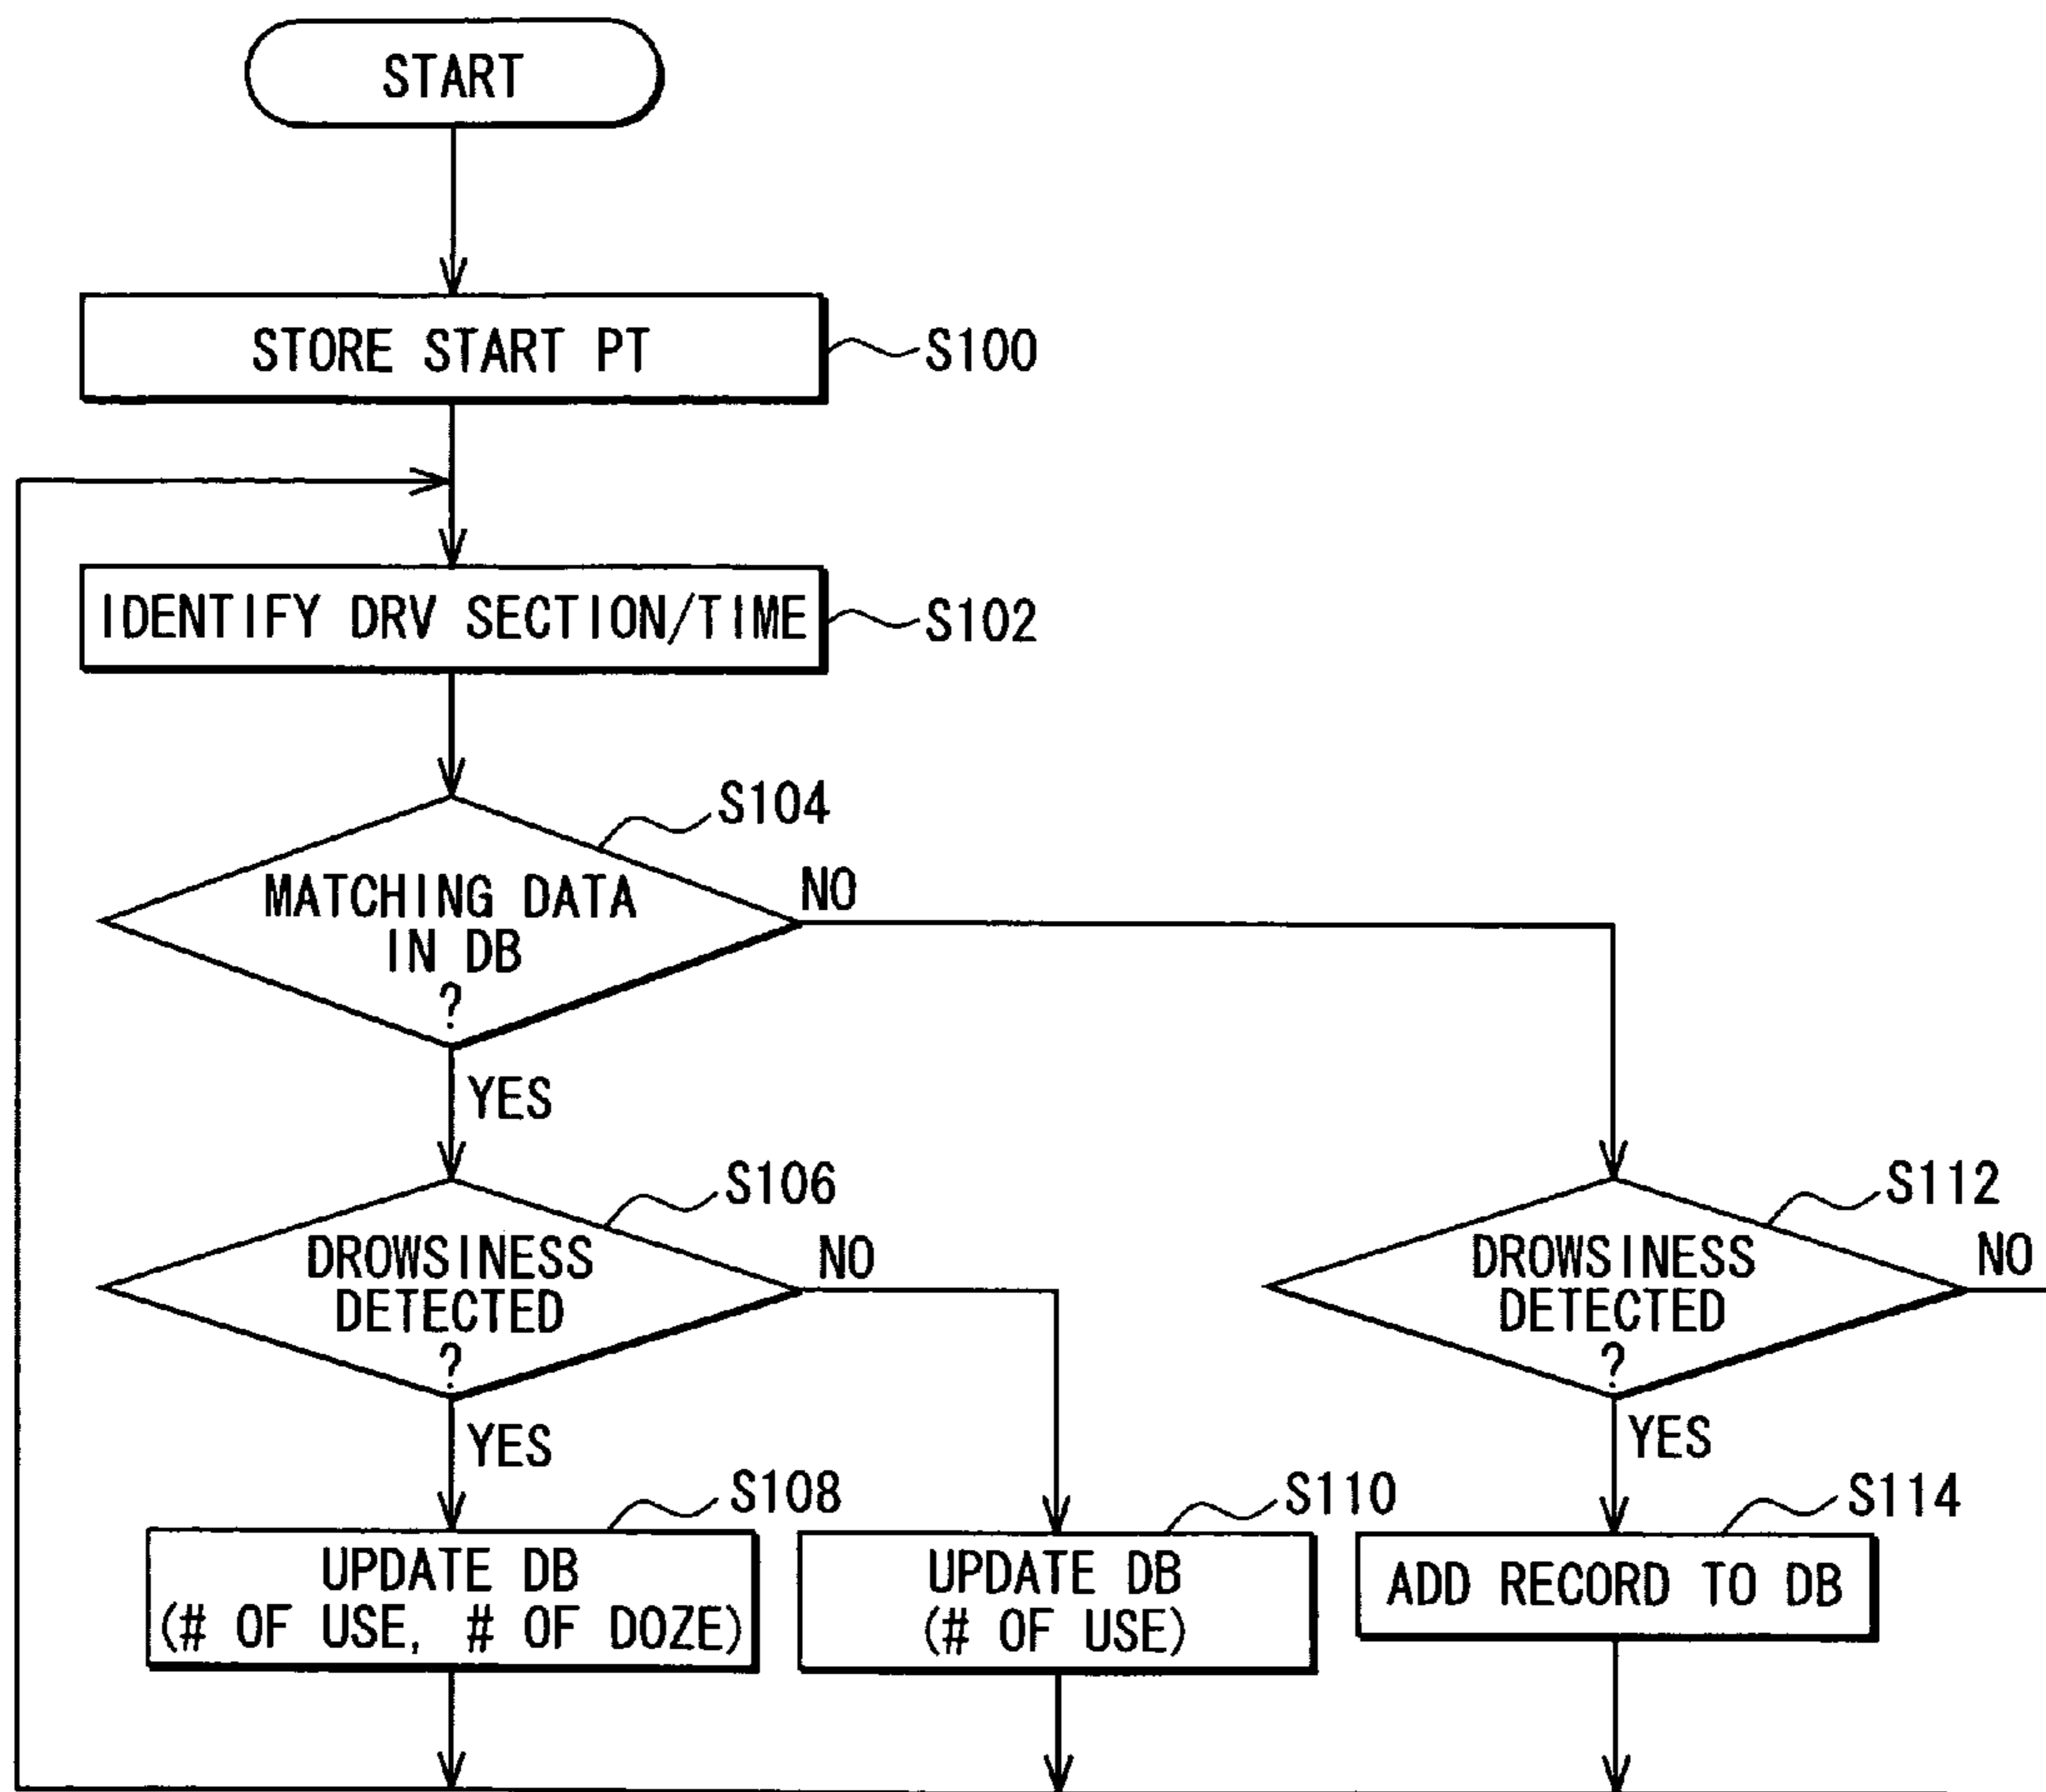 START
STORE START PT
S100
IDENTIFY DRV SECTION/TIME
S102
S104
MATCHING DATA
IN DB
?
NO
YES
S106
DROWSINESS
DETECTED
?
NO
YES
S112
DROWSINESS
DETECTED
?
NO
YES
S108
UPDATE DB
(# OF USE, # OF DOZE)
S110
UPDATE DB
(# OF USE)
S114
ADD RECORD TO DB